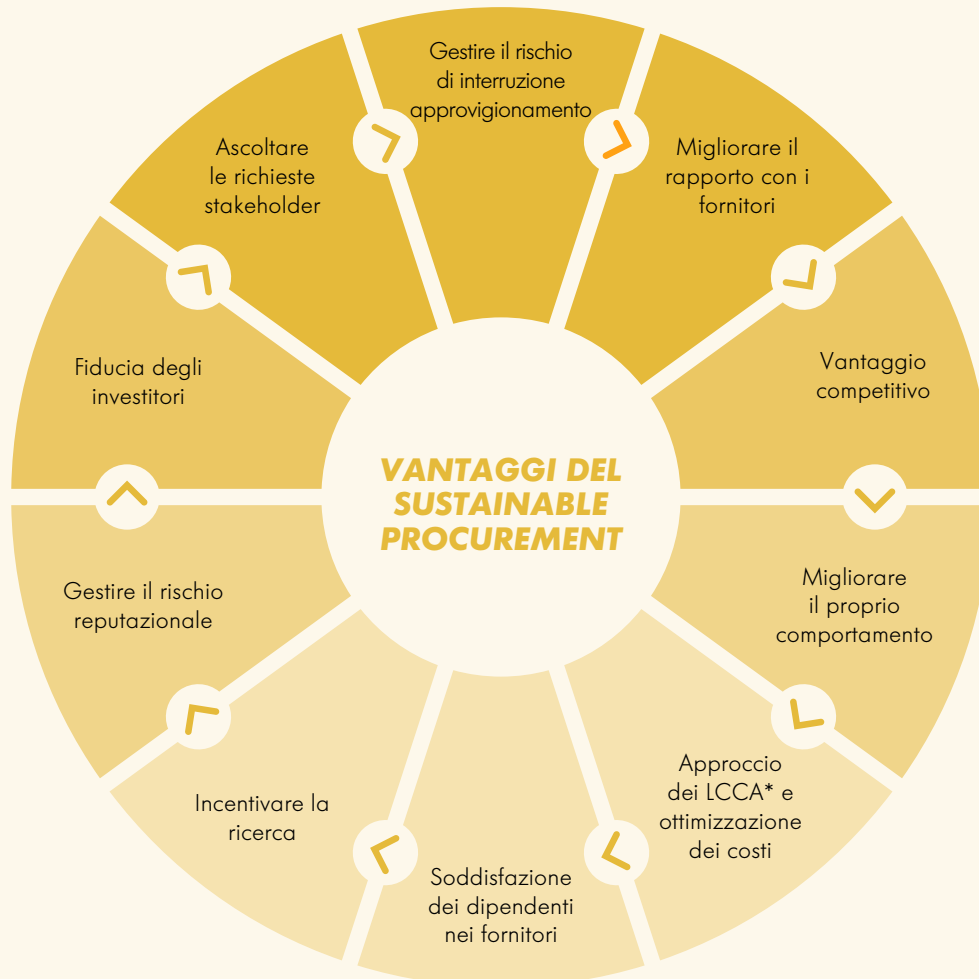 Gestire il rischio
di interruzione
approvigionamento
Migliorare il
rapporto con i
fornitori
Vantaggio
competitivo
Migliorare
il proprio
comportamento
Approccio
dei LCCA* e
ottimizzazione
dei costi
Soddisfazione
dei dipendenti
nei fornitori
Incentivare la
ricerca
Gestire il rischio
reputazionale
Fiducia degli
investitori
Ascoltare
le richieste
stakeholder
VANTAGGI DEL
SUSTAINABLE
PROCUREMENT